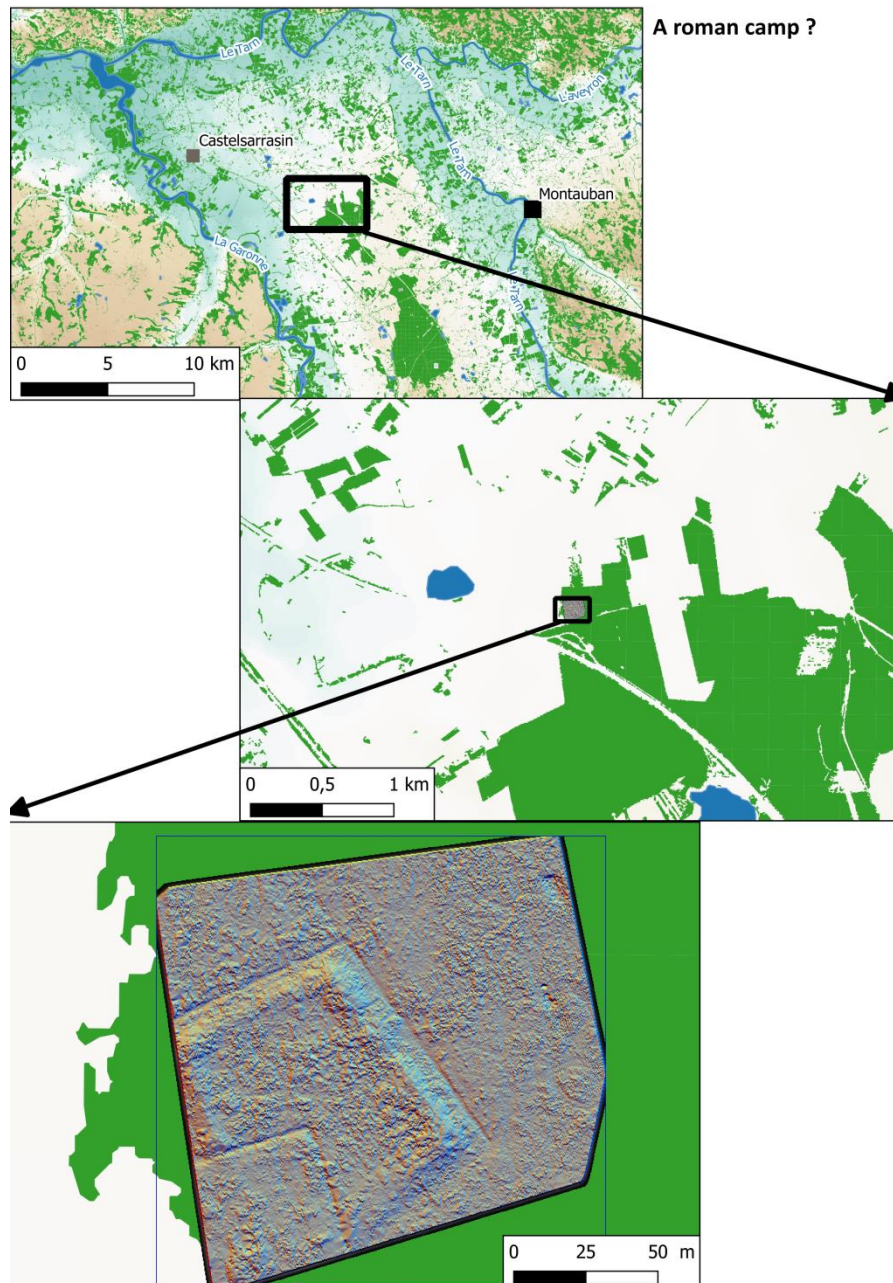 A roman camp ?
Le Tarn
Le Tarn
L'aveyron
Castelsarrasin
Le Tarn
Montauban
La Garonne
Le Tarn
0 5 10 km
0 0,5 1 km
0 25 50 m